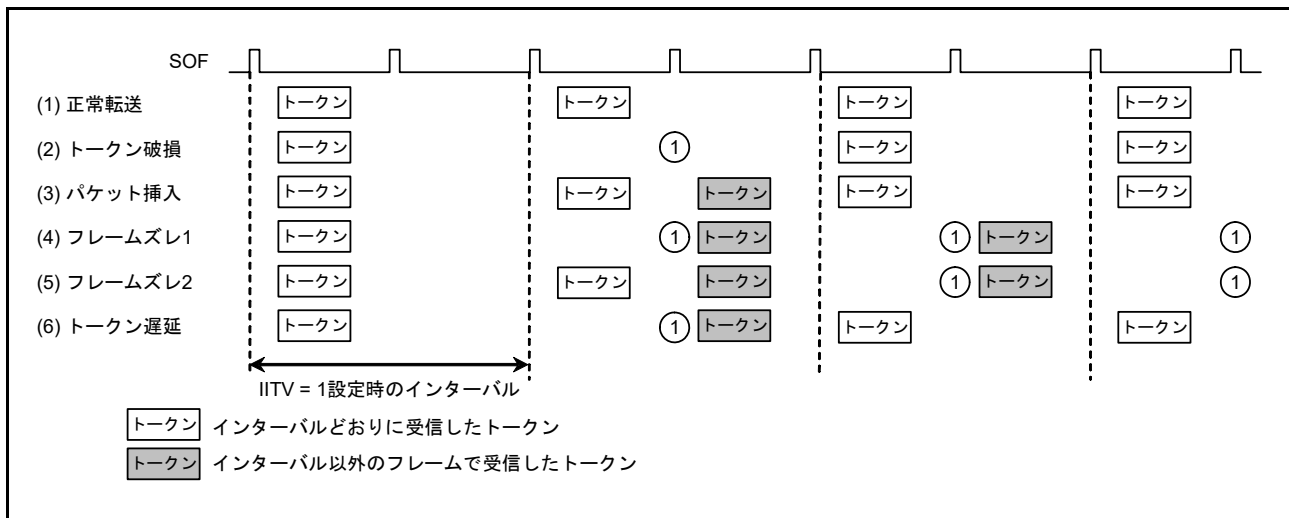 SOF
(1) 正常転送 トークン トークン トークン トークン
(2) トークン破損 トークン 1 トークン トークン
(3) パケット挿入 トークン トークン トークン トークン トークン
(4) フレームズレ1 トークン 1 トークン 1 トークン 1
(5) フレームズレ2 トークン トークン トークン 1 トークン 1
(6) トークン遅延 トークン 1 トークン トークン トークン
IITV = 1設定時のインターバル
トークン インターバルどおりに受信したトークン
トークン インターバル以外のフレームで受信したトークン